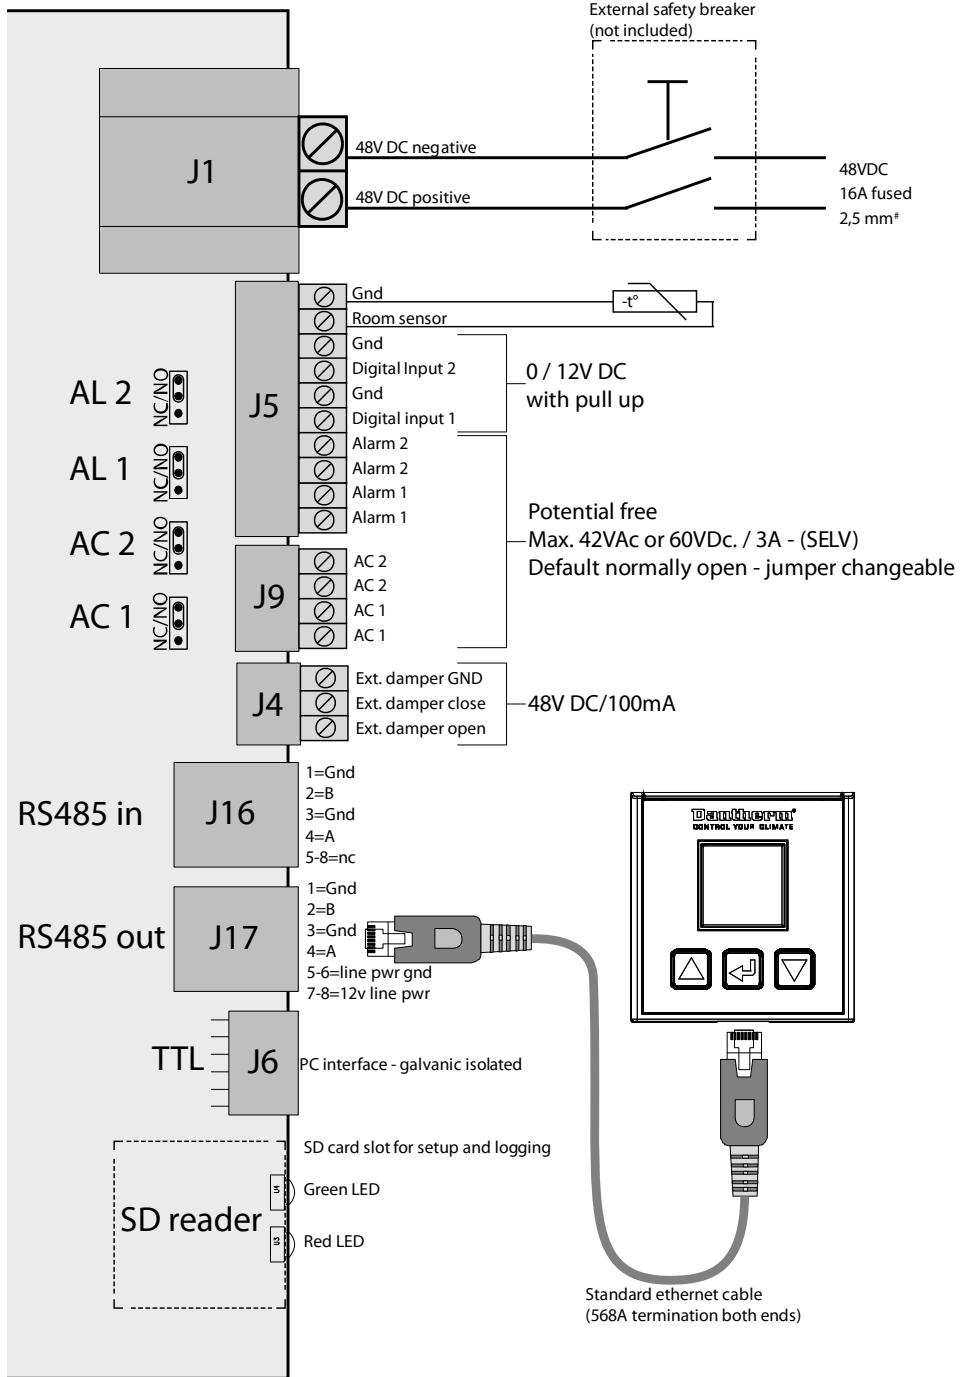 External safety breaker
(not included)
J1
48V DC negative
48V DC positive
48VDC
16A fused
2,5 mm#
J5
Gnd
Room sensor
-t°
Gnd
Digital Input 2
Gnd
Digital input 1
0 / 12V DC
with pull up
Alarm 2
Alarm 2
Alarm 1
Alarm 1
AL 2
NC/NO
AL 1
NC/NO
AC 2
NC/NO
AC 1
NC/NO
J9
AC 2
AC 2
AC 1
AC 1
Potential free
Max. 42VAc or 60VDc. / 3A - (SELV)
Default normally open - jumper changeable
J4
Ext. damper GND
Ext. damper close
Ext. damper open
48V DC/100mA
RS485 in
J16
1=Gnd
2=B
3=Gnd
4=A
5-8=nc
RS485 out
J17
1=Gnd
2=B
3=Gnd
4=A
5-6=line pwr gnd
7-8=12v line pwr
Dantherm®
CONTROL YOUR CLIMATE
TTL
J6
PC interface - galvanic isolated
SD card slot for setup and logging
SD reader
U4
Green LED
U3
Red LED
Standard ethernet cable
(568A termination both ends)